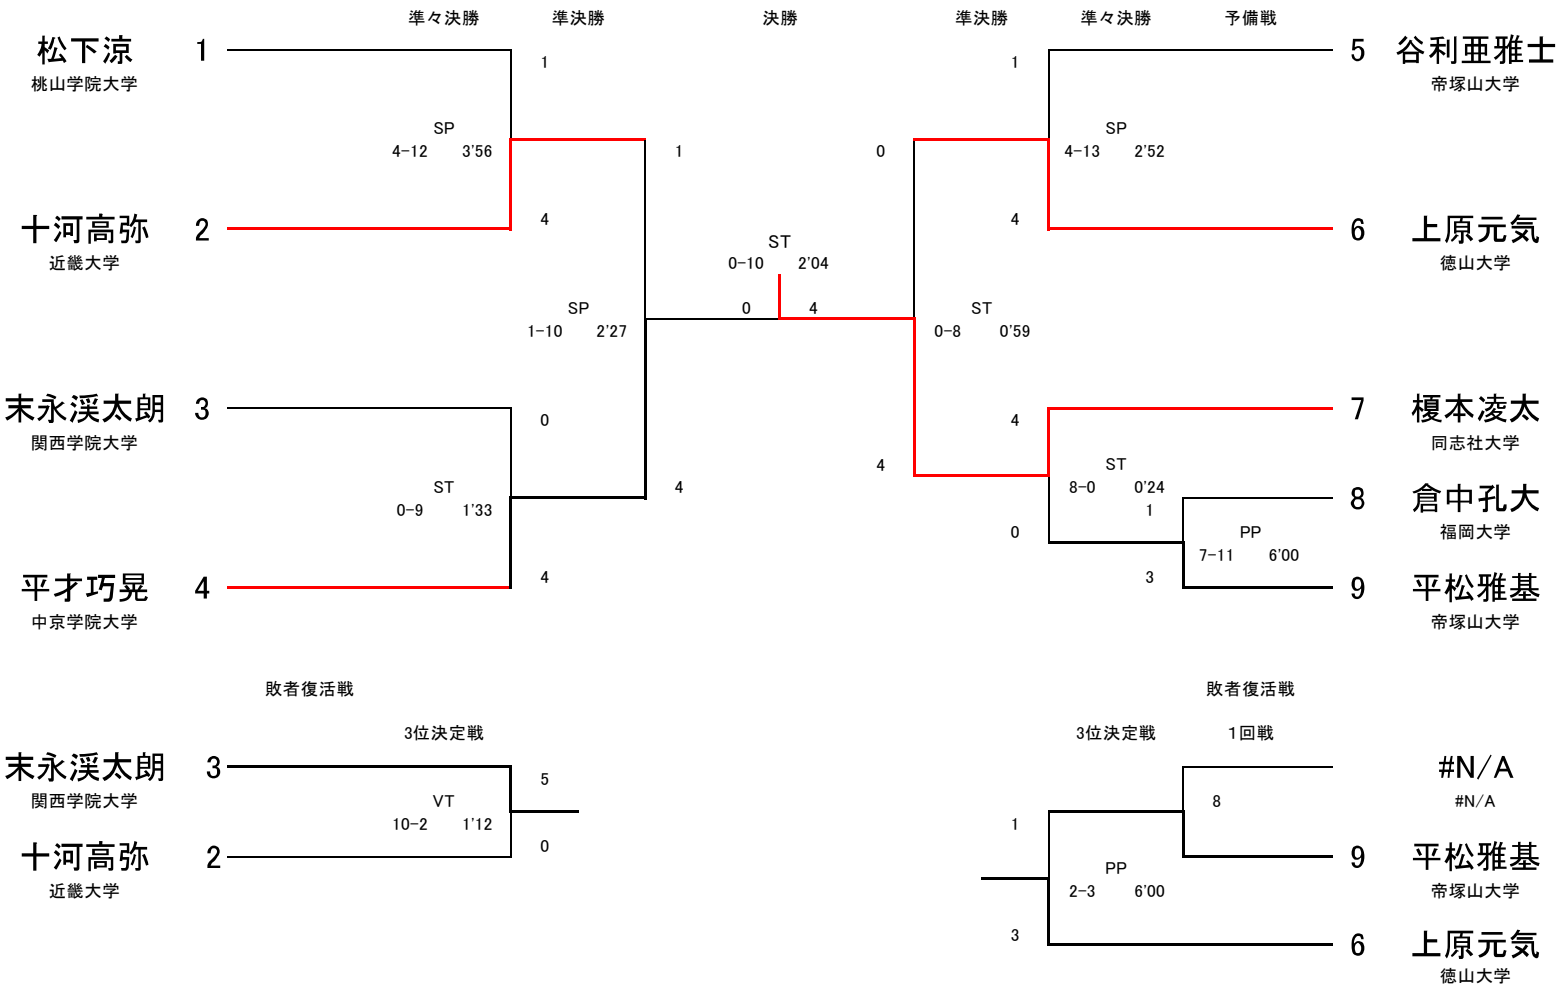 準々決勝 準決勝 決勝 準決勝 準々決勝 予備戦
松下涼 1 1 1 5 谷利亜雅士
桃山学院大学 帝塚山大学
SP SP
4-12 3'56 1 0 4-13 2'52
十河高弥 2 4 4 6 上原元気
近畿大学 徳山大学
ST
0-10 2'04
SP 0 4 ST
1-10 2'27 0-8 0'59
末永渓太朗 3 0 4 7 榎本凌太
関西学院大学 同志社大学
4 ST
ST 4 8-0 0'24 8 倉中孔大
0-9 1'33 1 福岡大学
0 PP
7-11 6'00
平才巧晃 4 4 3 9 平松雅基
中京学院大学 帝塚山大学
敗者復活戦 敗者復活戦
3位決定戦 3位決定戦 1回戦
末永渓太朗 3 5 #N/A
関西学院大学 VT 8 #N/A
10-2 1'12 1
十河高弥 2 0 9 平松雅基
近畿大学 PP 帝塚山大学
2-3 6'00
3 6 上原元気
徳山大学